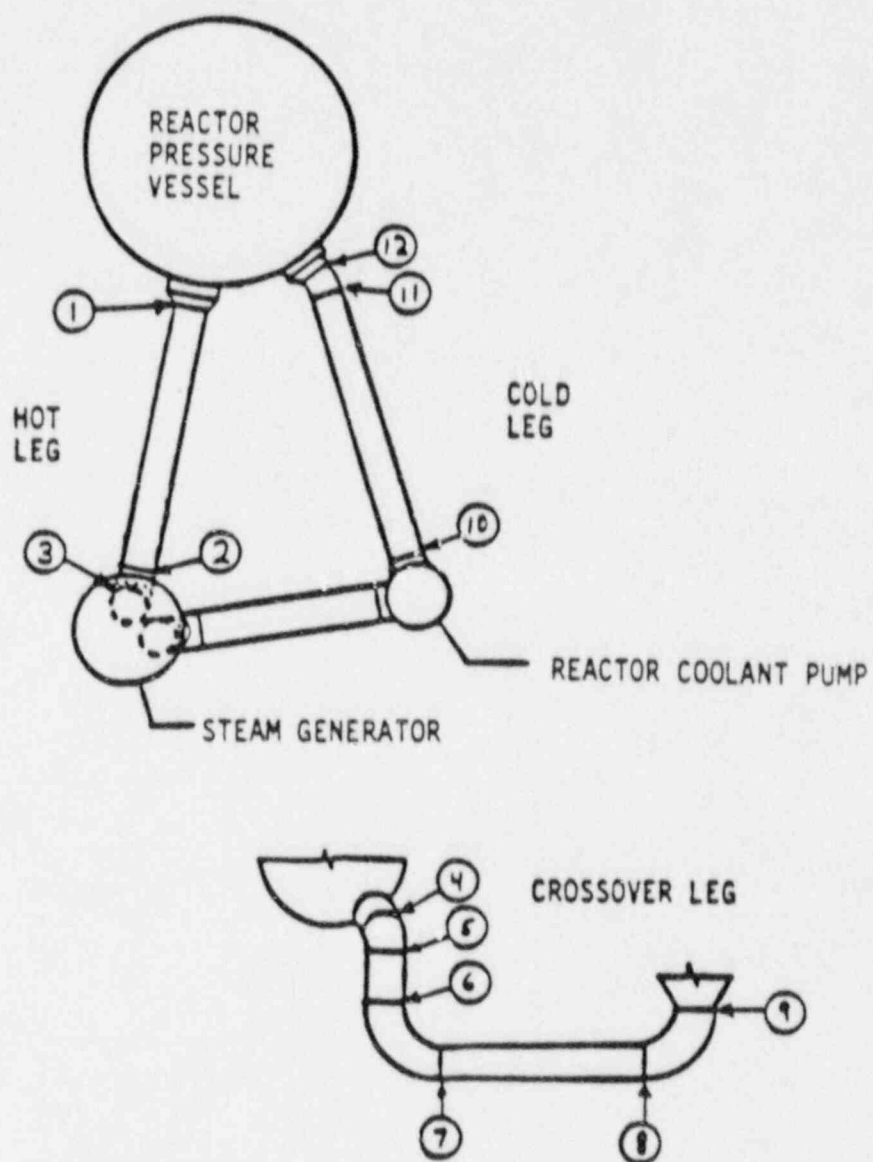 REACTOR
PRESSURE
VESSEL
12
1
11
HOT
LEG
COLD
LEG
3
2
10
REACTOR COOLANT PUMP
STEAM GENERATOR
4
CROSSOVER LEG
5
6
9
7
8